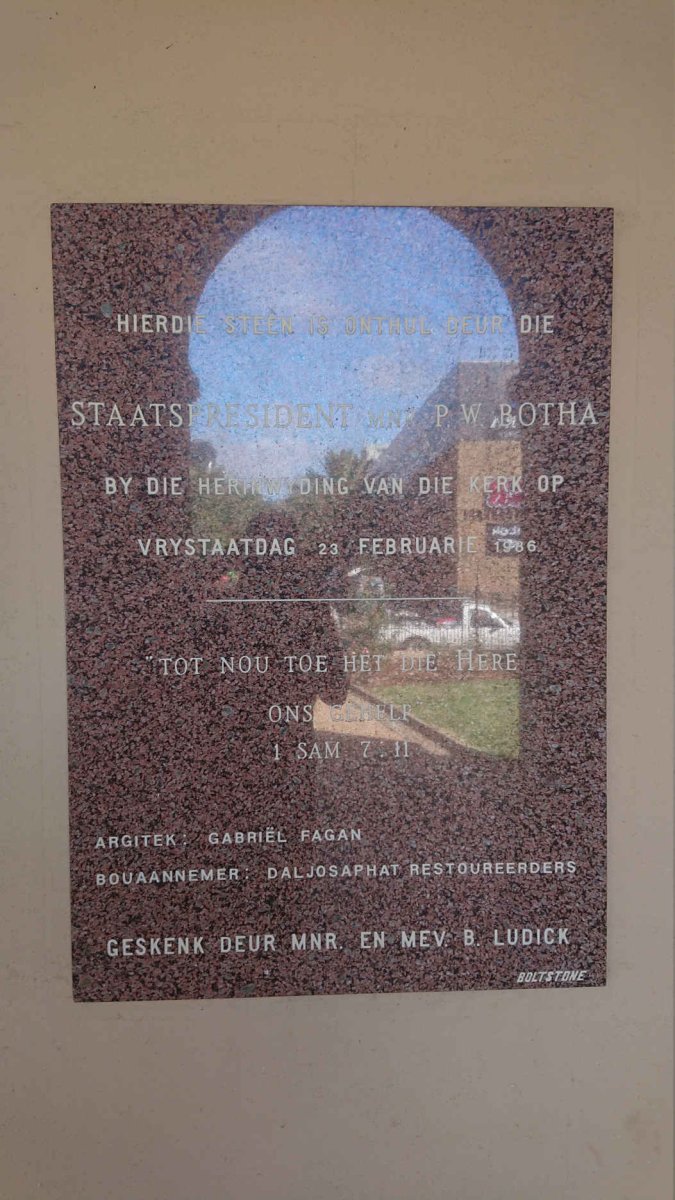 HIERDIE STEEN IS ONTHUL DEUR DIE
STAATSPRESIDENT MNR. P. W. BOTHA
BY DIE HERINWYDING VAN DIE KERK OP
VRYSTAATDAG 23 FEBRUARIE 1986
"TOT NOU TOE HÊT DIE HERE
ONS GEHELP"
1 SAM 7:11
ARGITEK: GABRIËL FAGAN
BOUAANNEMER: DALJOSAPHAT RESTOUREERDERS
GESKENK DEUR MNR. EN MEV. B. LUDICK
BOLTSTONE